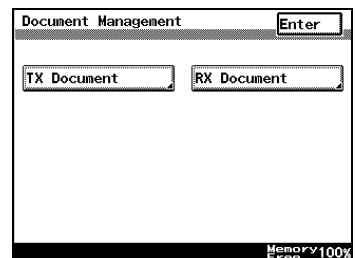 Document Management
Enter
TX Document
RX Document
Memory 100%
Free